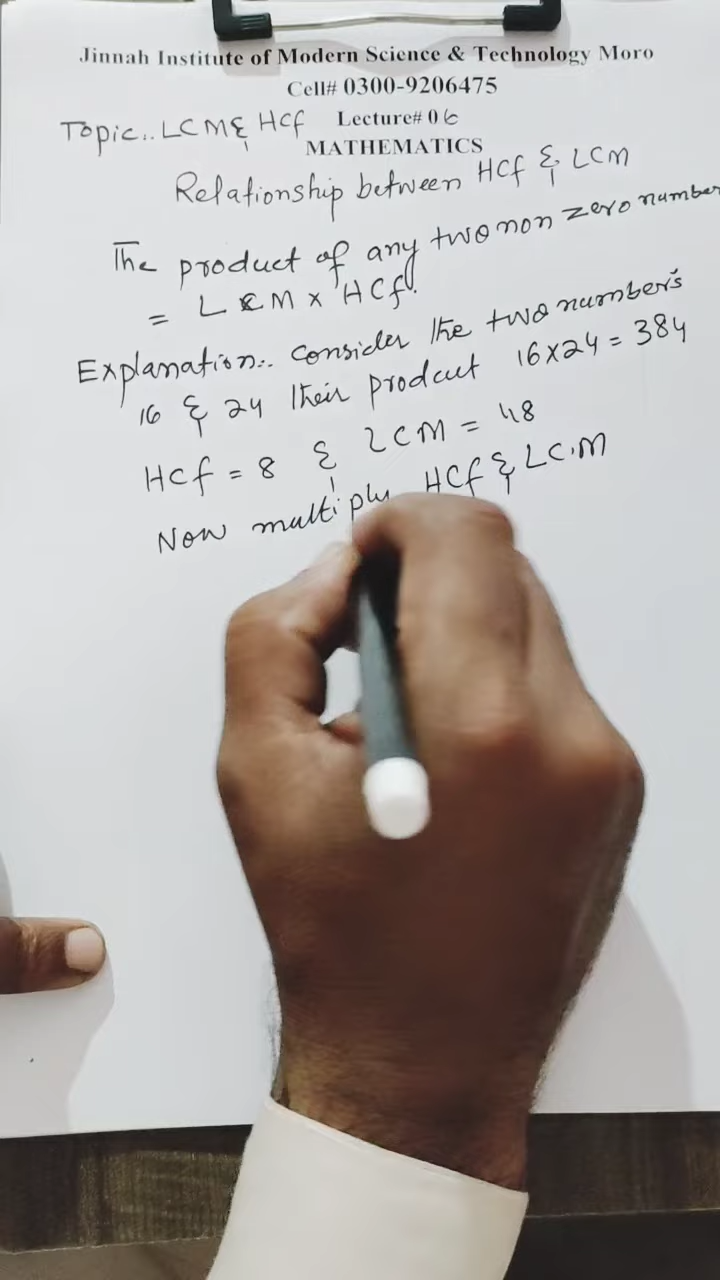 Jinnah Institute of Modern Science & Technology Moro
Cell# 0300-9206475
Topic.. LCM & HCf Lecture# 06
MATHEMATICS
Relationship between HCf & LCM
The product of any two non zero number
= LCM x HCf.
Explanation.. Consider the two number's
16 & 24 their product 16x24 = 384
HCf = 8 & LCM = 48
Now multiply HCf & LC.M